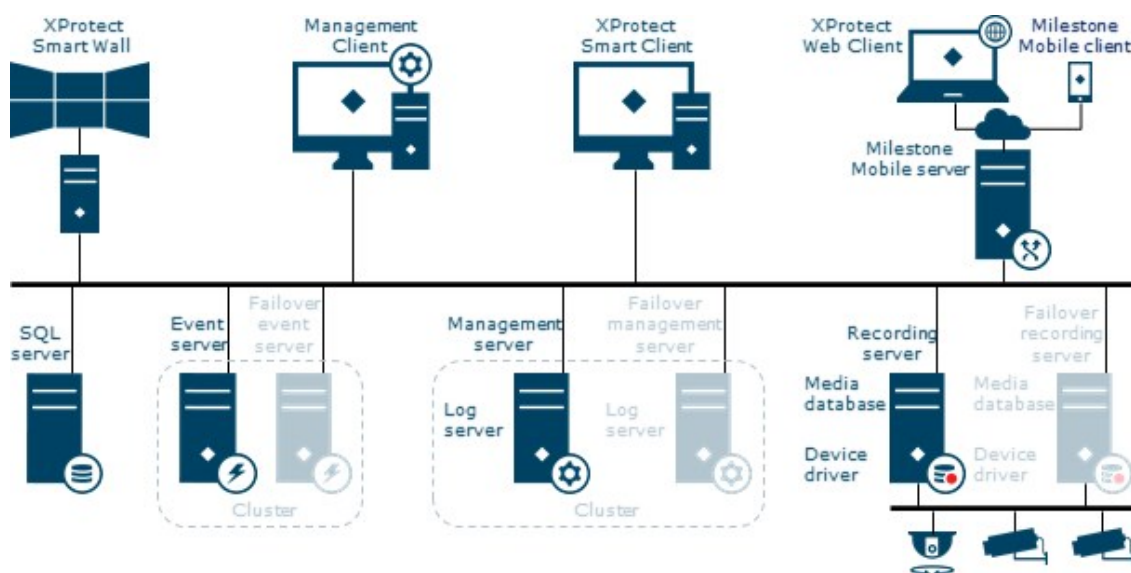 XProtect
Smart Wall
Management
Client
XProtect
Smart Client
XProtect
Web Client
Milestone
Mobile client
Milestone
Mobile server
SQL
server
Event
server
Failover
event
server
Management
server
Failover
management
server
Recording
server
Failover
recording
server
Log
server
Log
server
Media
database
Media
database
Device
driver
Device
driver
Cluster
Cluster